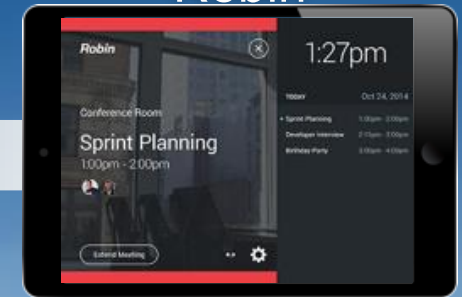 Robin
Robin
Conference Room
Sprint Planning
1:00pm - 2:00pm
Extend Meeting
1:27pm
TODAY Oct 24, 2014
• Sprint Planning 1:00pm - 2:00pm
Developer Interview 2:15pm - 3:00pm
Birthday Party 3:00pm - 4:00pm